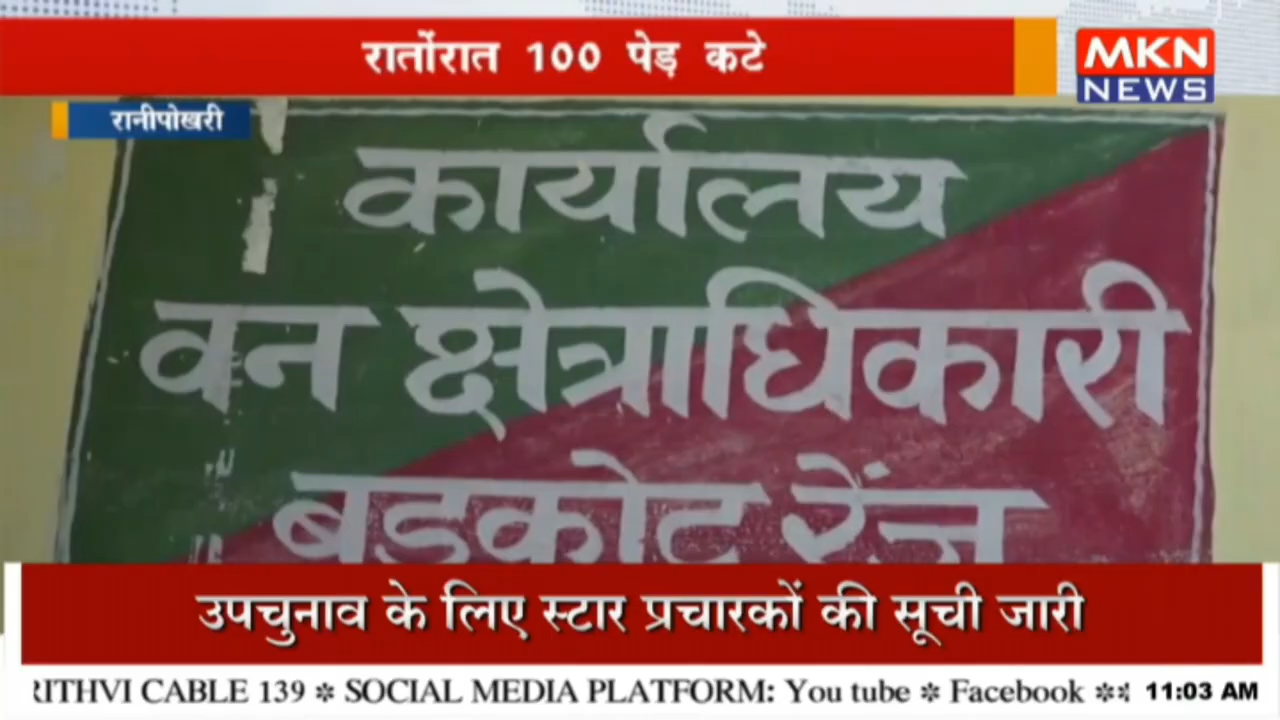 रातोंरात 100 पेड़ कटे
MKN
NEWS
रानीपोखरी
कार्यालय
वन क्षेत्राधिकारी
बडकोट रेंज
उपचुनाव के लिए स्टार प्रचारकों की सूची जारी
RITHVI CABLE 139 ❄ SOCIAL MEDIA PLATFORM: You tube ❄ Facebook ❄❄ 11:03 AM